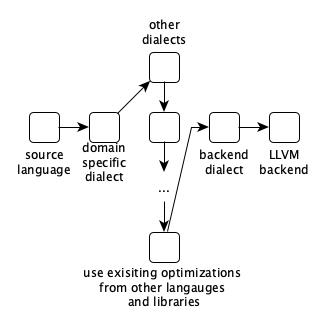 other
dialects
source
language
domain
specific
dialect
backend
dialect
LLVM
backend
...
use exisiting optimizations
from other langauges
and libraries